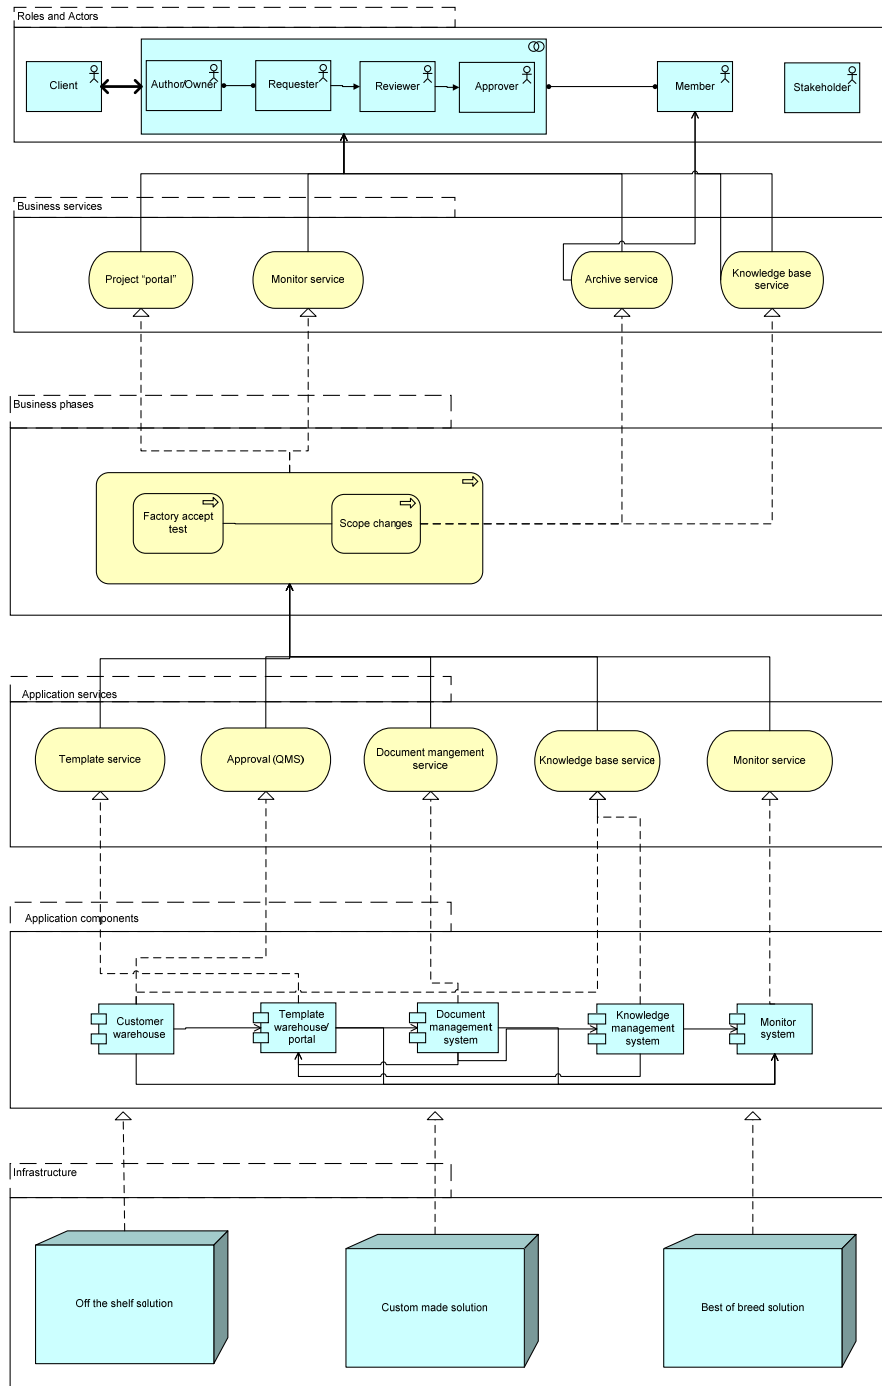 Roles and Actors
Client
Author/Owner
Requester
Reviewer
Approver
Member
Stakeholder
Business services
Project “portal”
Monitor service
Archive service
Knowledge base
service
Business phases
Factory accept
test
Scope changes
Application services
Template service
Approval (QMS)
Document mangement
service
Knowledge base service
Monitor service
Application components
Customer
warehouse
Template
warehouse/
portal
Document
management
system
Knowledge
management
system
Monitor
system
Infrastructure
Off the shelf solution
Custom made solution
Best of breed solution